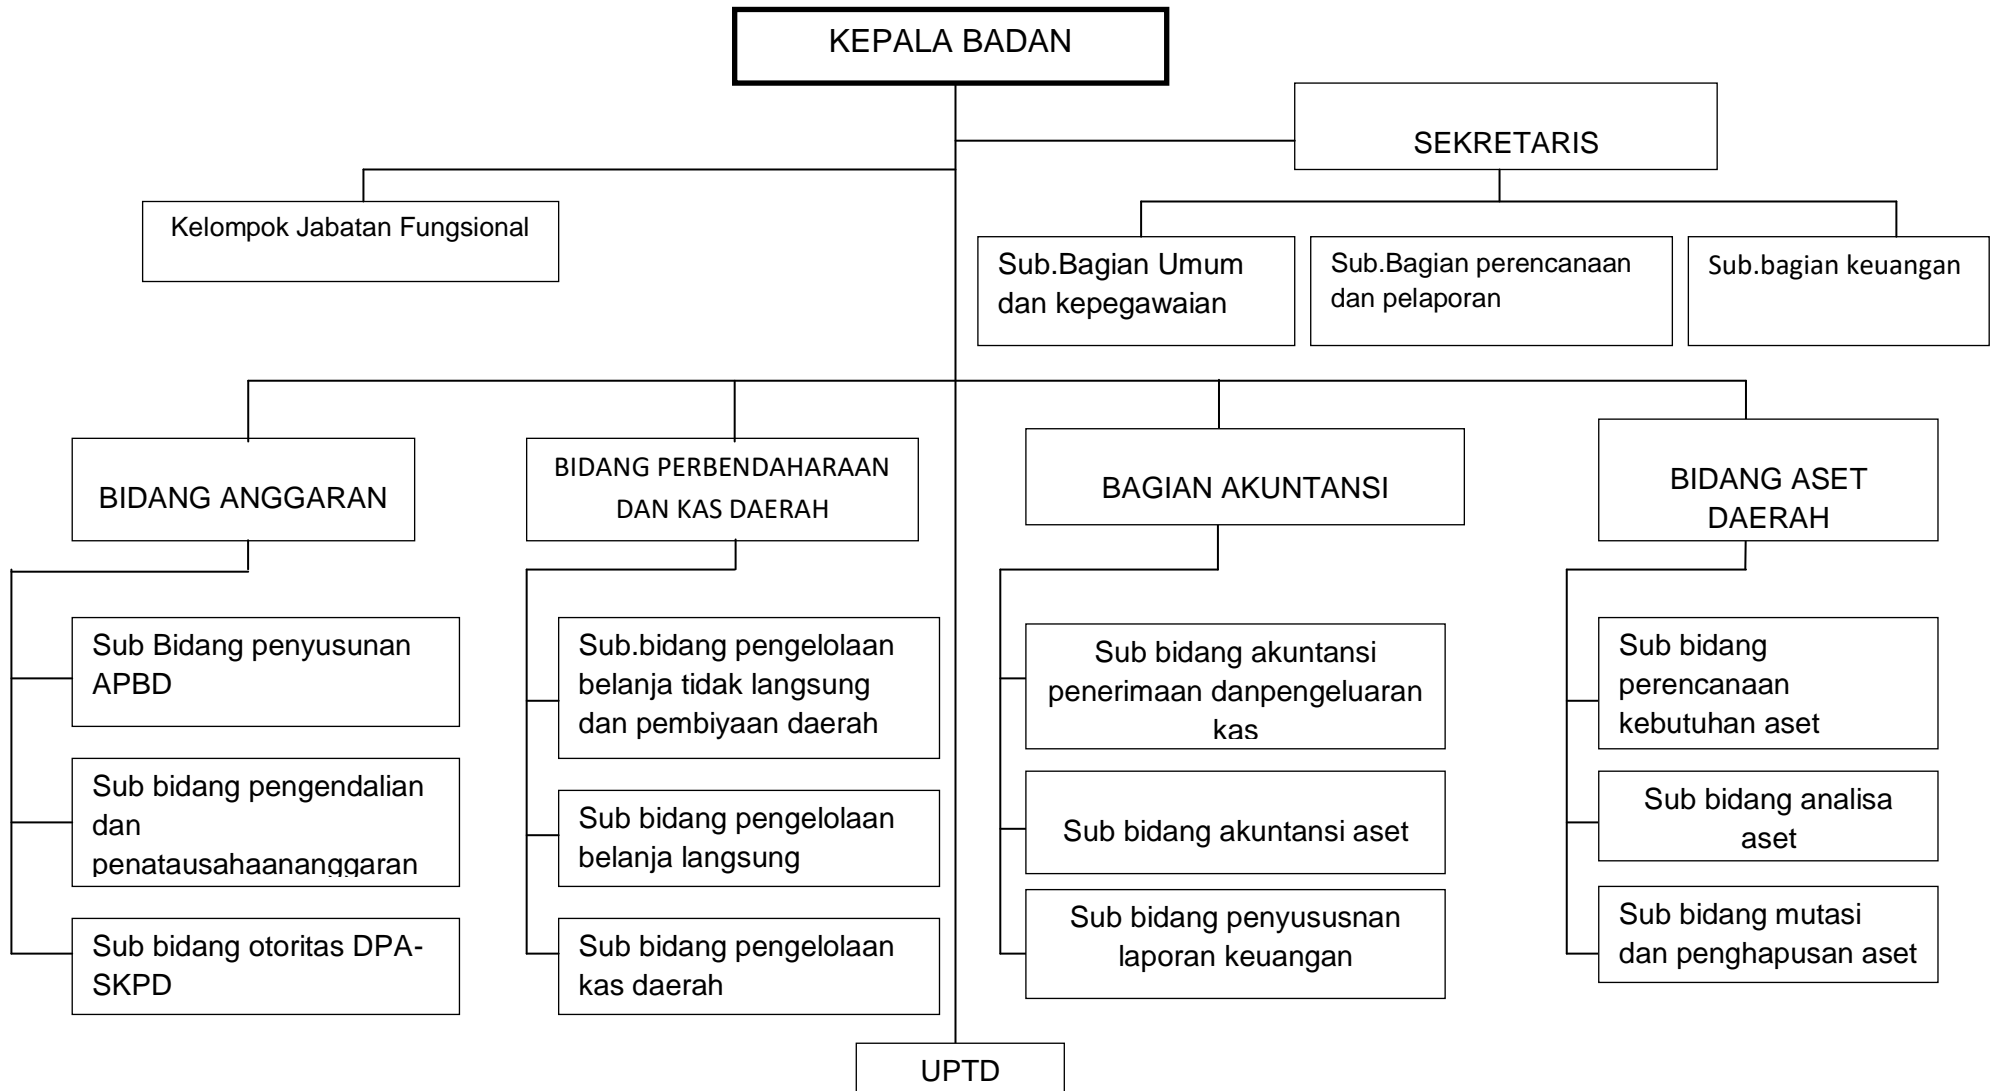 KEPALA BADAN
SEKRETARIS
Kelompok Jabatan Fungsional
Sub.Bagian Umum
dan kepegawaian
Sub.Bagian perencanaan
dan pelaporan
Sub.bagian keuangan
BIDANG ANGGARAN
BIDANG PERBENDAHARAAN
DAN KAS DAERAH
BAGIAN AKUNTANSI
BIDANG ASET
DAERAH
Sub Bidang penyusunan
APBD
Sub bidang pengendalian
dan
penatausahaananggaran
Sub bidang otoritas DPA-
SKPD
Sub.bidang pengelolaan
belanja tidak langsung
dan pembiyaan daerah
Sub bidang pengelolaan
belanja langsung
Sub bidang pengelolaan
kas daerah
Sub bidang akuntansi
penerimaan danpengeluaran
kas
Sub bidang akuntansi aset
Sub bidang penyususnan
laporan keuangan
Sub bidang
perencanaan
kebutuhan aset
Sub bidang analisa
aset
Sub bidang mutasi
dan penghapusan aset
UPTD